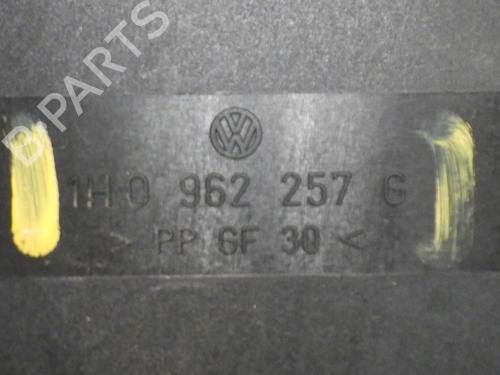 B PARTS
1H0 962 257 G
> PP GF 30 <